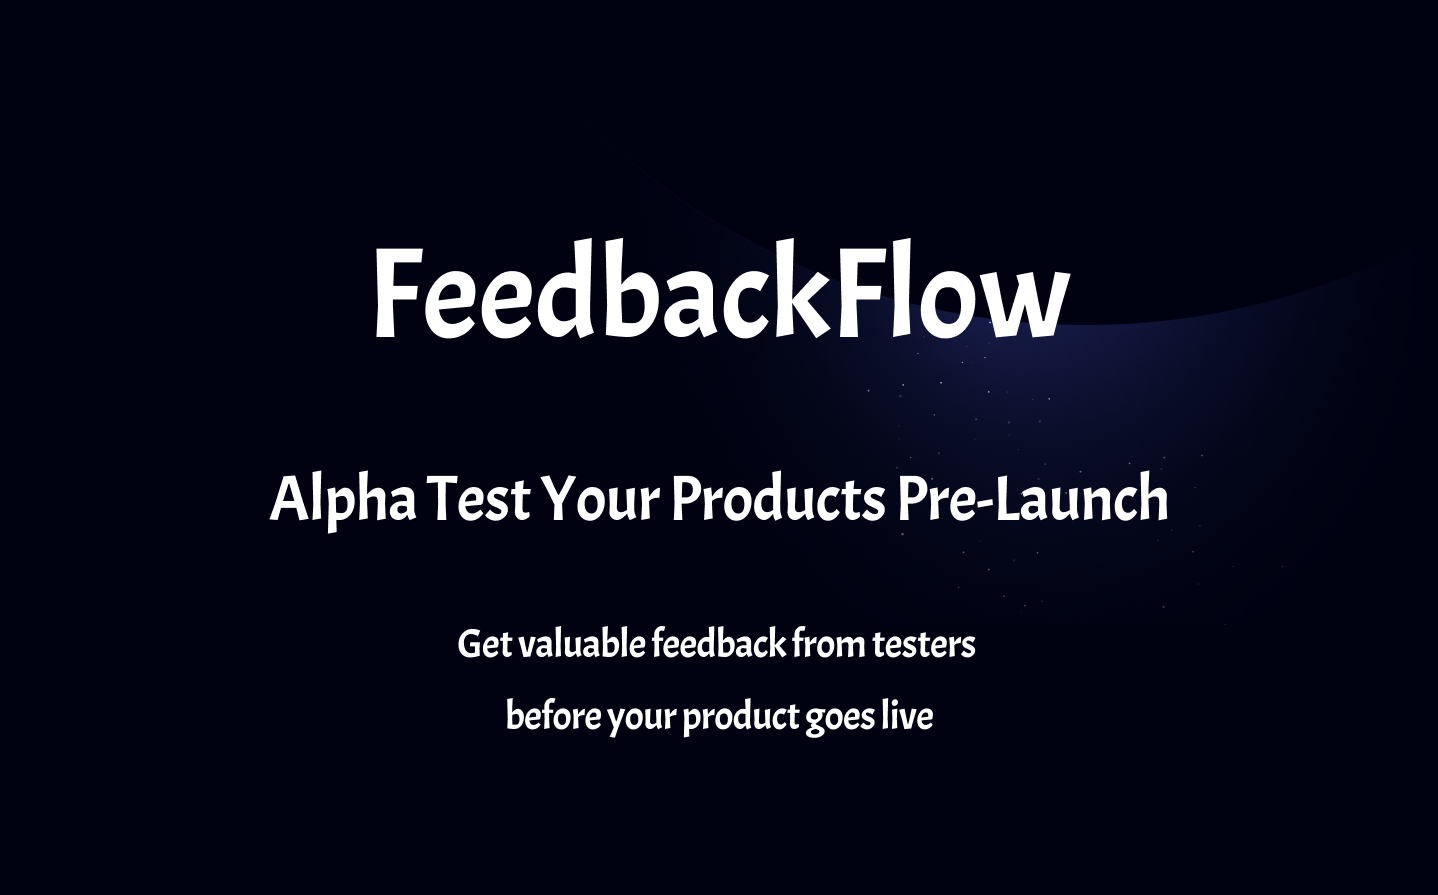 FeedbackFlow
Alpha Test Your Products Pre-Launch
Get valuable feedback from testers
before your product goes live